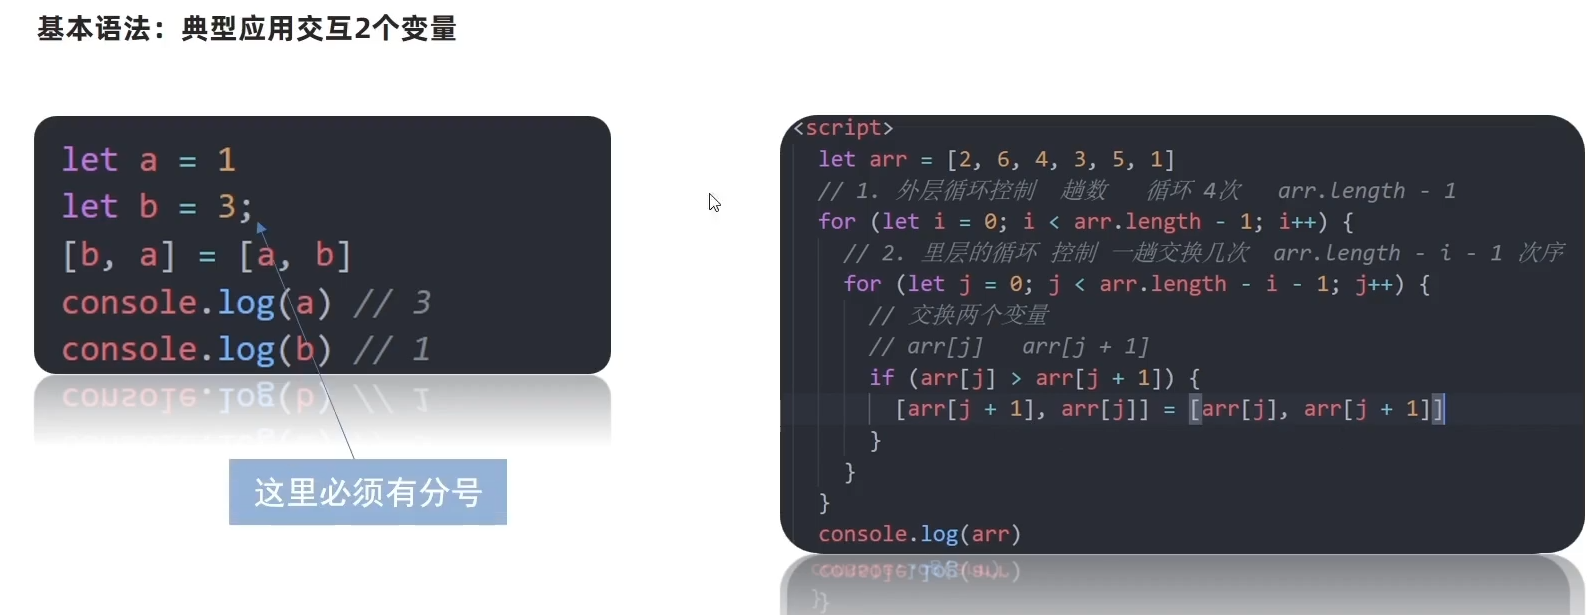 基本语法：典型应用交互2个变量
let a = 1
let b = 3;
[b, a] = [a, b]
console.log(a) // 3
console.log(b) // 1
这里必须有分号
<script>
let arr = [2, 6, 4, 3, 5, 1]
// 1. 外层循环控制 趟数 循环 4次 arr.length - 1
for (let i = 0; i < arr.length - 1; i++) {
// 2. 里层的循环 控制 一趟交换几次 arr.length - i - 1 次序
for (let j = 0; j < arr.length - i - 1; j++) {
// 交换两个变量
// arr[j] arr[j + 1]
if (arr[j] > arr[j + 1]) {
[arr[j + 1], arr[j]] = [arr[j], arr[j + 1]]
}
}
}
console.log(arr)